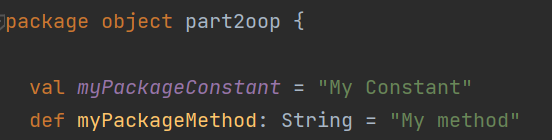 package object part2oop {
val myPackageConstant = "My Constant"
def myPackageMethod: String = "My method"